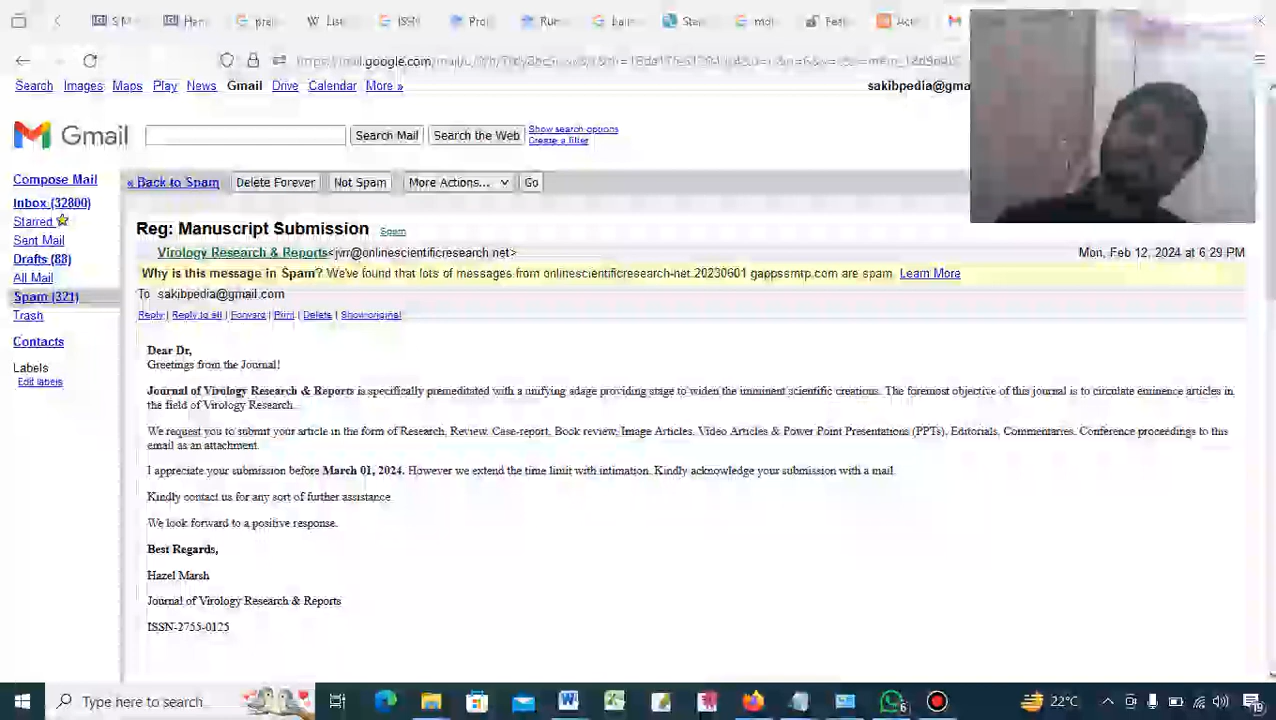 Search Images Maps Play News Gmail Drive Calendar More »
Gmail
Search Mail Search the Web Show search options
Create a filter
Compose Mail
Inbox (32800)
Starred
Sent Mail
Drafts (88)
All Mail
Spam (321)
Trash
Contacts
Labels
Edit labels
« Back to Spam Delete Forever Not Spam More Actions... Go
Reg: Manuscript Submission Spam
Virology Research & Reports<jvrr@onlinescientificresearch.net> Mon, Feb 12, 2024 at 6:29 PM
Why is this message in Spam? We've found that lots of messages from onlinescientificresearch-net.20230601.gappssmtp.com are spam. Learn More
To sakibpedia@gmail.com
Reply | Reply to all | Forward | Print | Delete | Show original
Dear Dr,
Greetings from the Journal!
Journal of Virology Research & Reports is specifically premeditated with a unifying adage providing stage to widen the imminent scientific creations. The foremost objective of this journal is to circulate eminence articles in
the field of Virology Research.
We request you to submit your article in the form of Research, Review, Case-report, Book review, Image Articles, Video Articles & Power Point Presentations (PPTs), Editorials, Commentaries, Conference proceedings to this
email as an attachment.
I appreciate your submission before March 01, 2024. However we extend the time limit with intimation. Kindly acknowledge your submission with a mail.
Kindly contact us for any sort of further assistance.
We look forward to a positive response.
Best Regards,
Hazel Marsh
Journal of Virology Research & Reports
ISSN-2755-0125
Type here to search
22°C
19